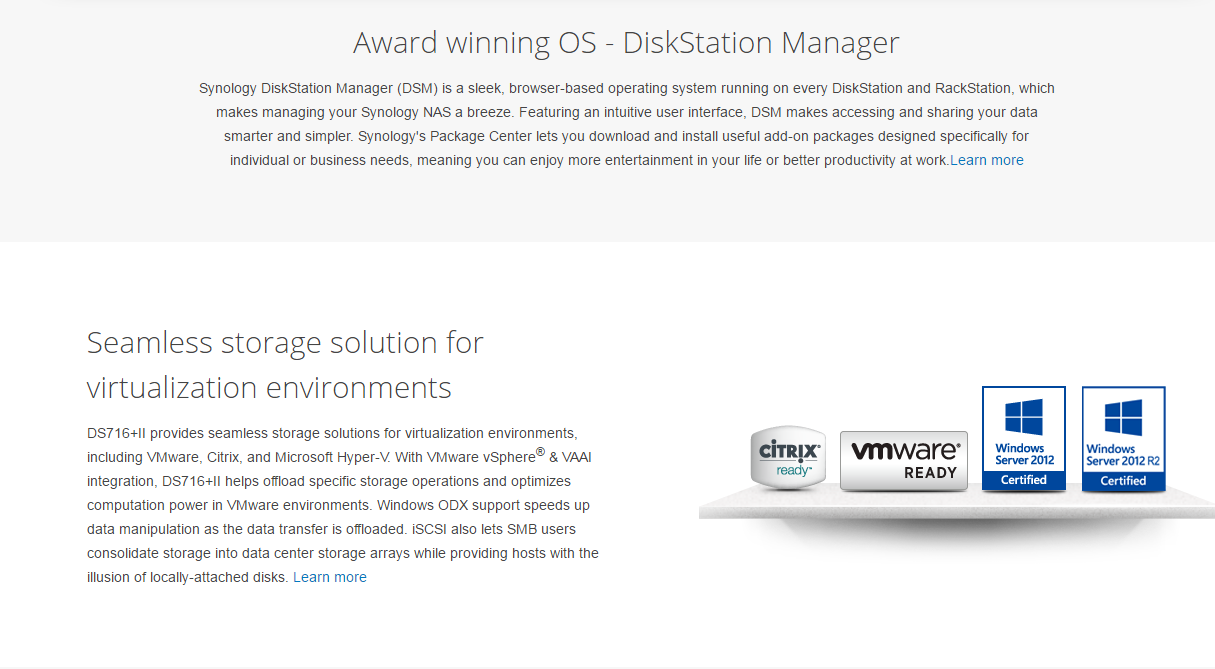 Award winning OS - DiskStation Manager
Synology DiskStation Manager (DSM) is a sleek, browser-based operating system running on every DiskStation and RackStation, which
makes managing your Synology NAS a breeze. Featuring an intuitive user interface, DSM makes accessing and sharing your data
smarter and simpler. Synology's Package Center lets you download and install useful add-on packages designed specifically for
individual or business needs, meaning you can enjoy more entertainment in your life or better productivity at work.Learn more
Seamless storage solution for
virtualization environments
DS716+II provides seamless storage solutions for virtualization environments,
including VMware, Citrix, and Microsoft Hyper-V. With VMware vSphere® & VAAI
integration, DS716+II helps offload specific storage operations and optimizes
computation power in VMware environments. Windows ODX support speeds up
data manipulation as the data transfer is offloaded. iSCSI also lets SMB users
consolidate storage into data center storage arrays while providing hosts with the
illusion of locally-attached disks. Learn more
CITRIX®
ready™
vmware®
READY
Windows
Server 2012
Certified
Windows
Server 2012 R2
Certified